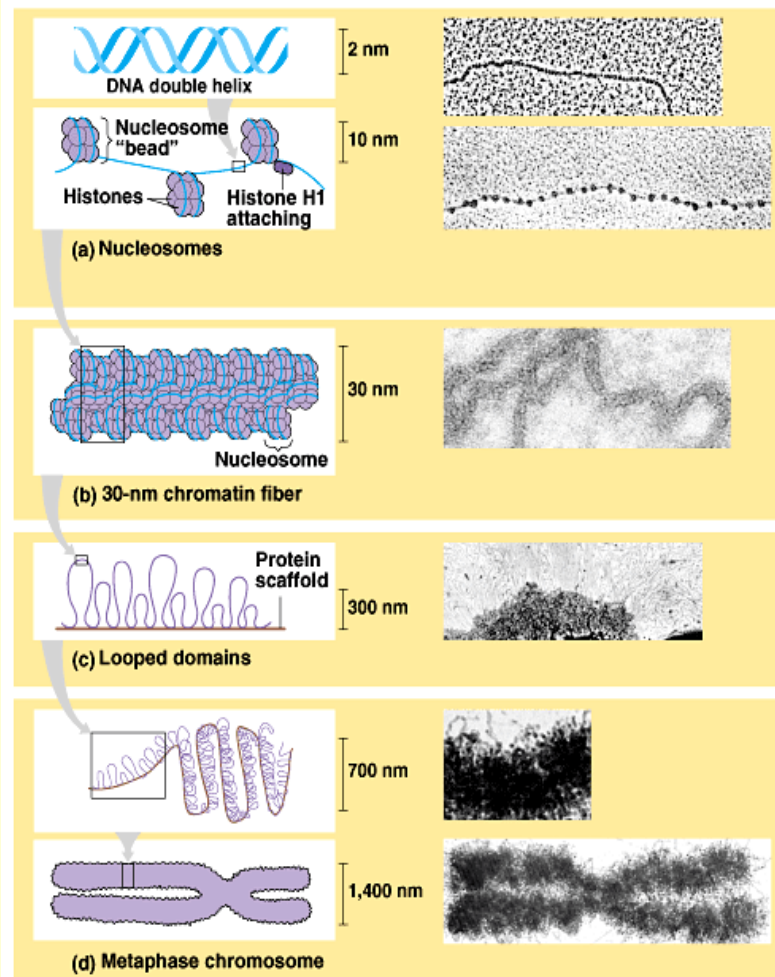 2 nm
DNA double helix
Nucleosome
“bead”
10 nm
Histones
Histone H1
attaching
(a) Nucleosomes
30 nm
Nucleosome
(b) 30-nm chromatin fiber
Protein
scaffold
300 nm
(c) Looped domains
700 nm
1,400 nm
(d) Metaphase chromosome